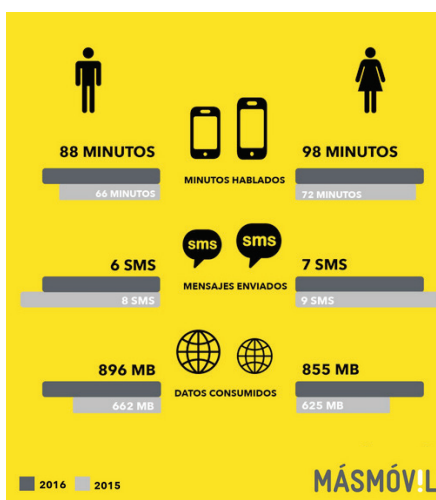 88 MINUTOS
98 MINUTOS
MINUTOS HABLADOS
66 MINUTOS
72 MINUTOS
sms
sms
6 SMS
7 SMS
MENSAJES ENVIADOS
8 SMS
9 SMS
896 MB
855 MB
DATOS CONSUMIDOS
662 MB
625 MB
2016
2015
MÁSMÓV!L